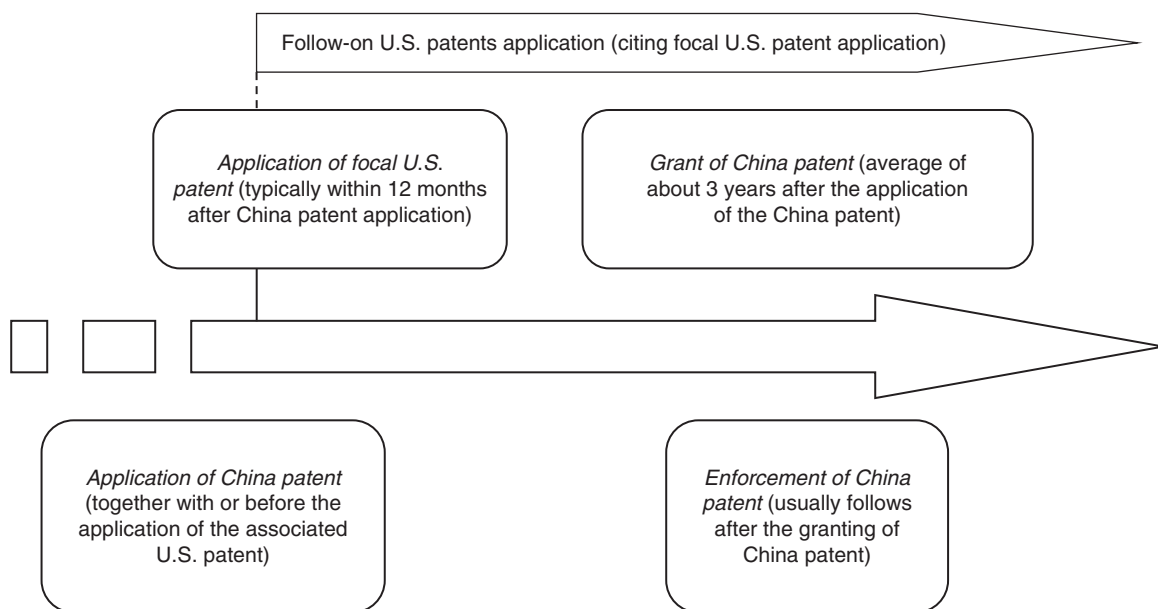 Follow-on U.S. patents application (citing focal U.S. patent application)
Application of focal U.S.
patent (typically within 12 months
after China patent application)
Grant of China patent (average of
about 3 years after the application
of the China patent)
Application of China patent
(together with or before the
application of the associated
U.S. patent)
Enforcement of China
patent (usually follows
after the granting of
China patent)